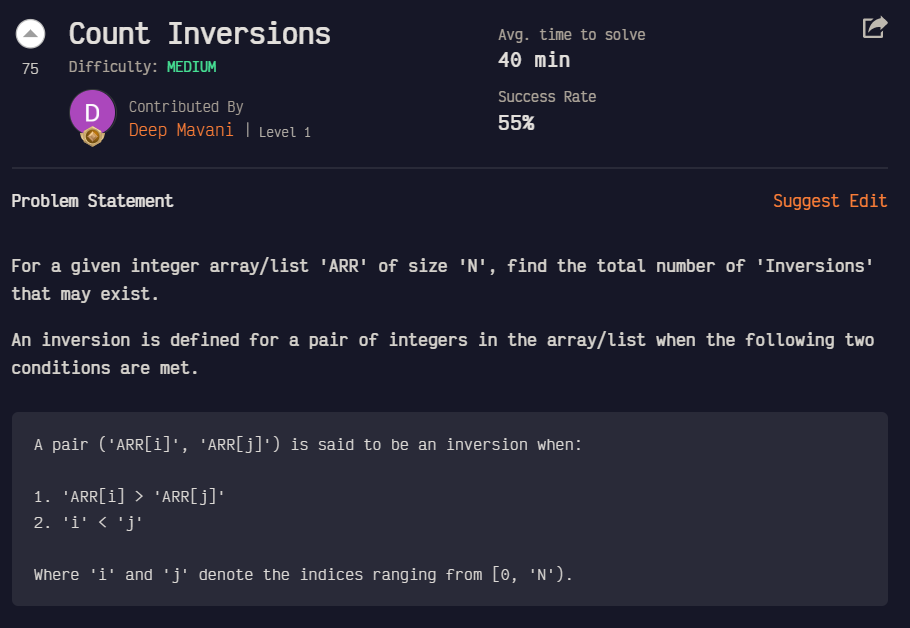 Count Inversions
75
Difficulty: MEDIUM
D
Contributed By
Deep Mavani | Level 1
Avg. time to solve
40 min
Success Rate
55%
Problem Statement
Suggest Edit
For a given integer array/list 'ARR' of size 'N', find the total number of 'Inversions'
that may exist.
An inversion is defined for a pair of integers in the array/list when the following two
conditions are met.
A pair ('ARR[i]', 'ARR[j]') is said to be an inversion when:
1. 'ARR[i] > 'ARR[j]'
2. 'i' < 'j'
Where 'i' and 'j' denote the indices ranging from [0, 'N').